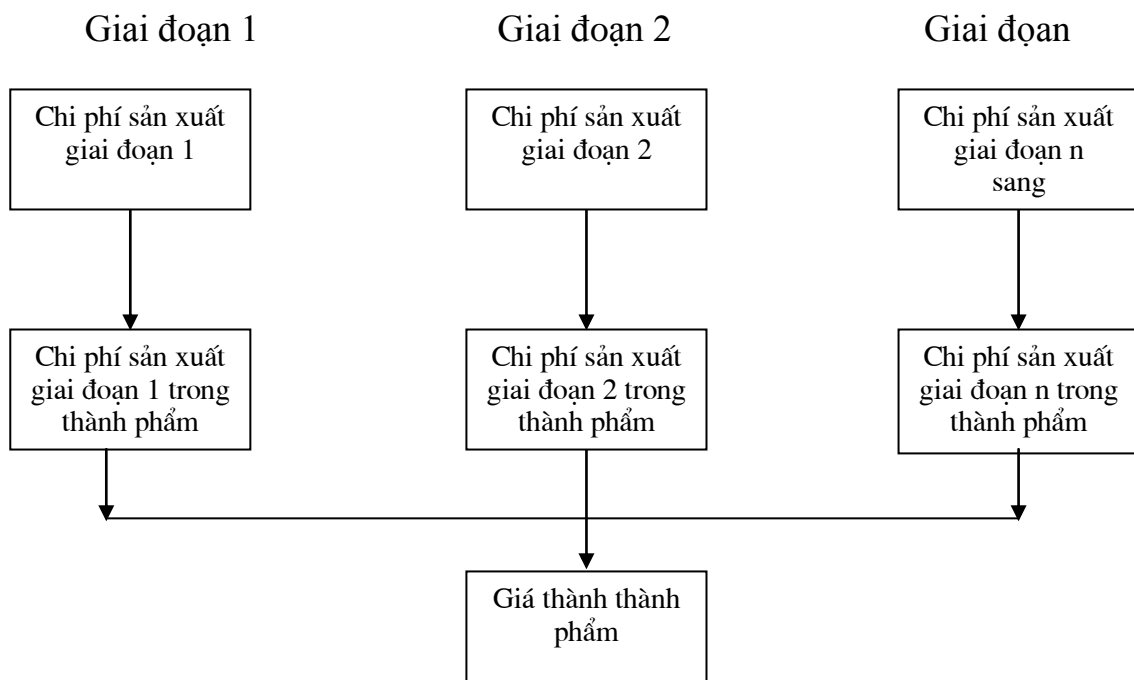 Giai đoạn 1
Giai đoạn 2
Giai đọan
Chi phí sản xuất
giai đoạn 1
Chi phí sản xuất
giai đoạn 2
Chi phí sản xuất
giai đoạn n
sang
Chi phí sản xuất
giai đoạn 1 trong
thành phẩm
Chi phí sản xuất
giai đoạn 2 trong
thành phẩm
Chi phí sản xuất
giai đoạn n trong
thành phẩm
Giá thành thành
phẩm